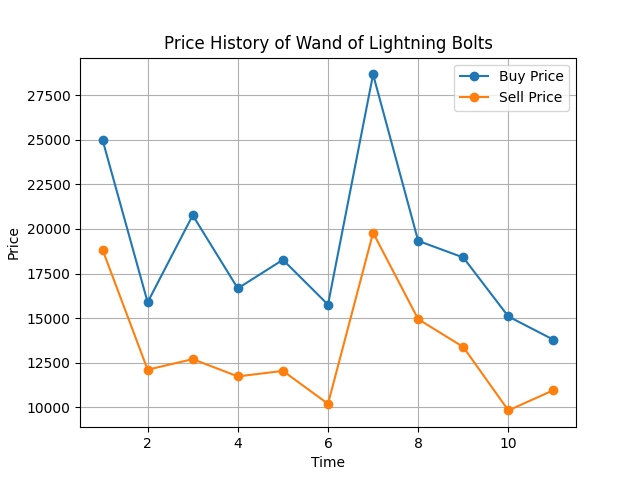 Price History of Wand of Lightning Bolts
Buy Price
Sell Price
27500
25000
22500
20000
17500
15000
12500
10000
Price
2
4
6
8
10
Time